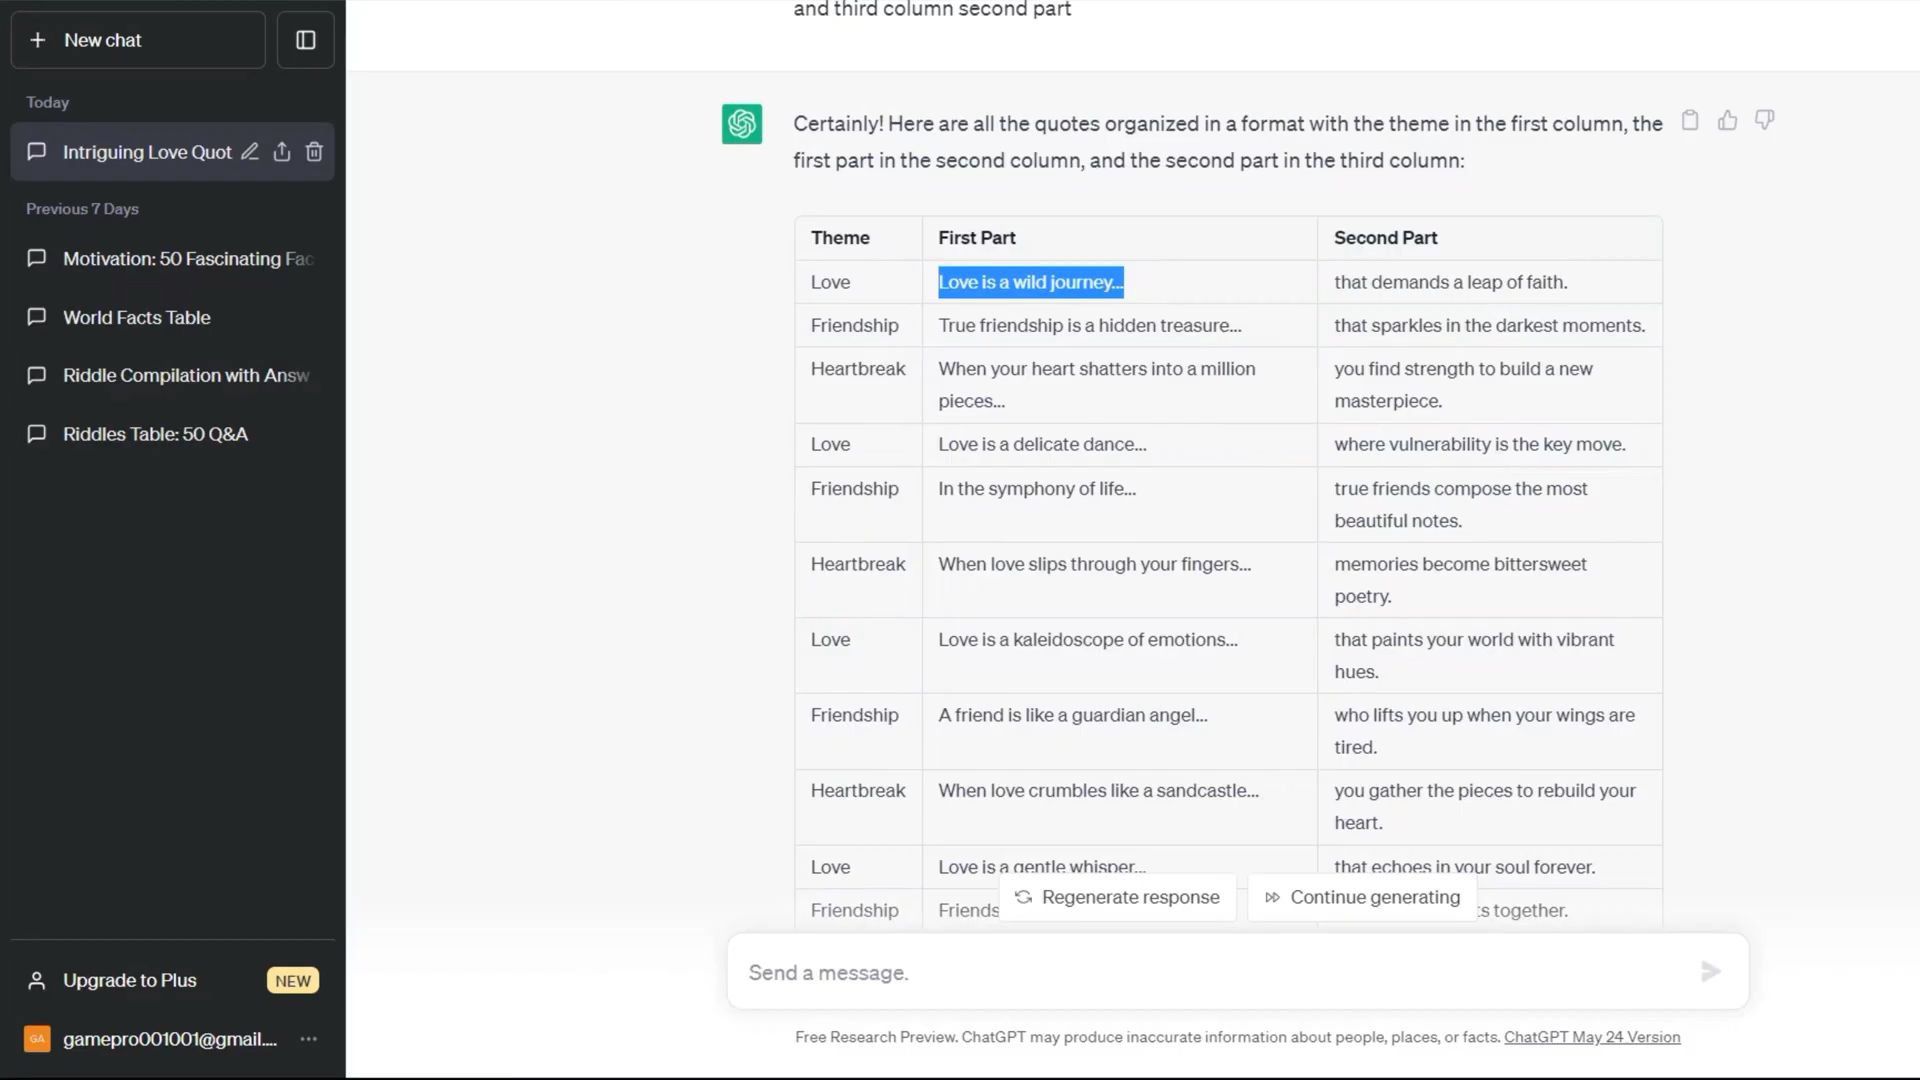 New chat
Today
Intriguing Love Quot
Previous 7 Days
Motivation: 50 Fascinating Fac
World Facts Table
Riddle Compilation with Answ
Riddles Table: 50 Q&A
Upgrade to Plus NEW
GA gamepro001001@gmail....
and third column second part
Certainly! Here are all the quotes organized in a format with the theme in the first column, the
first part in the second column, and the second part in the third column:
Theme First Part Second Part
Love Love is a wild journey... that demands a leap of faith.
Friendship True friendship is a hidden treasure... that sparkles in the darkest moments.
Heartbreak When your heart shatters into a million you find strength to build a new
pieces... masterpiece.
Love Love is a delicate dance... where vulnerability is the key move.
Friendship In the symphony of life... true friends compose the most
beautiful notes.
Heartbreak When love slips through your fingers... memories become bittersweet
poetry.
Love Love is a kaleidoscope of emotions... that paints your world with vibrant
hues.
Friendship A friend is like a guardian angel... who lifts you up when your wings are
tired.
Heartbreak When love crumbles like a sandcastle... you gather the pieces to rebuild your
heart.
Love Love is a gentle whisper... that echoes in your soul forever.
Regenerate response Continue generating
Friendship Friends ts together.
Send a message.
Free Research Preview. ChatGPT may produce inaccurate information about people, places, or facts. ChatGPT May 24 Version